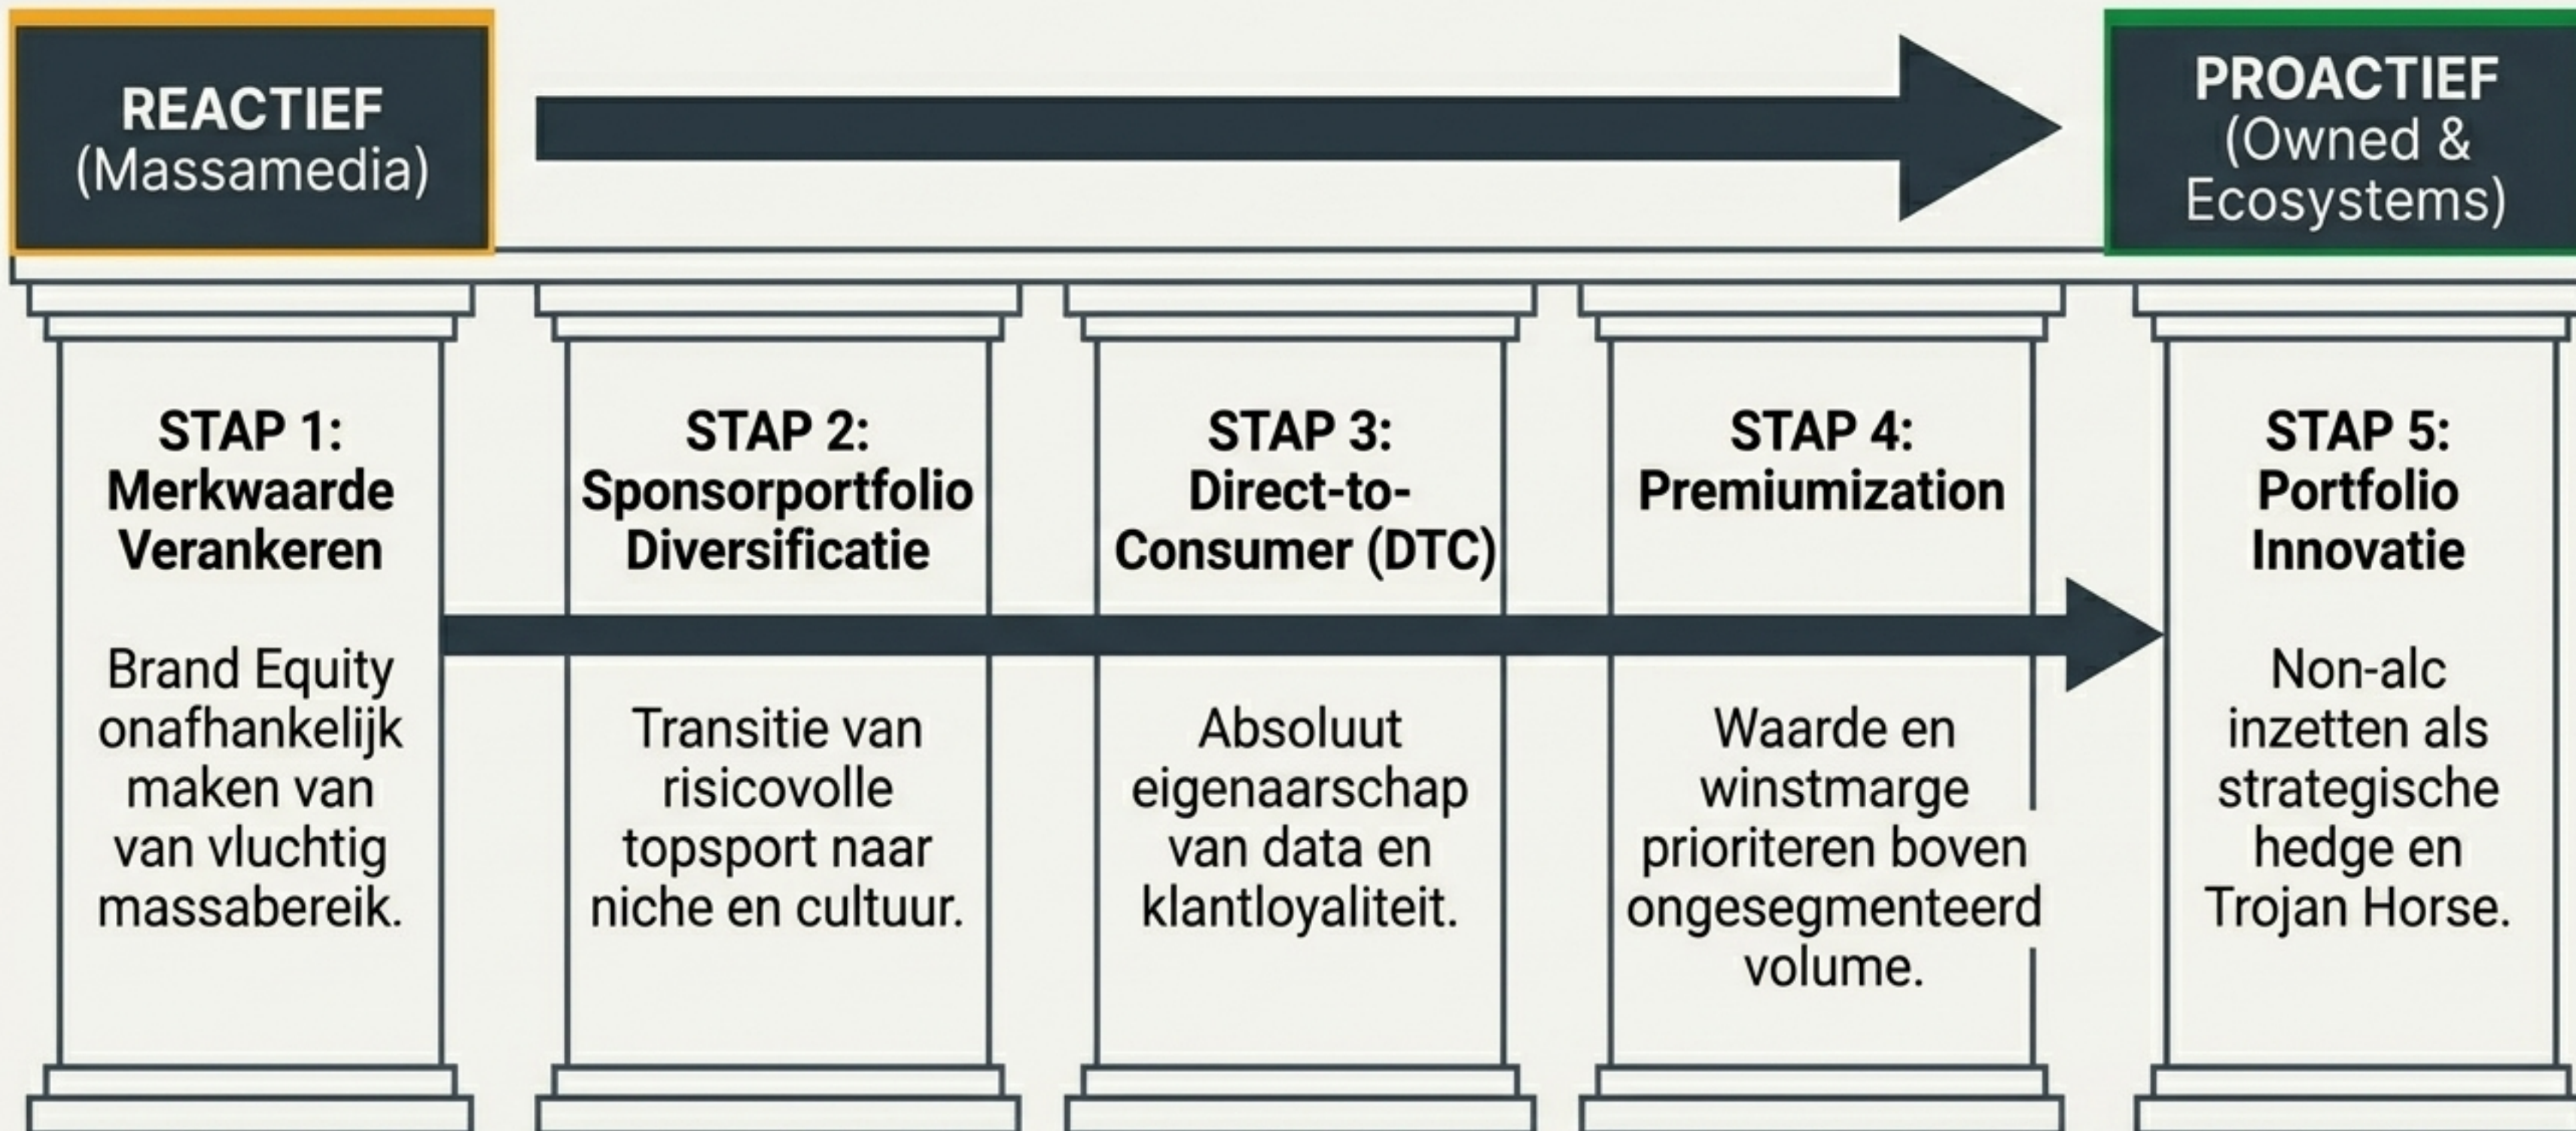 REACTIEF
(Massamedia)
PROACTIEF
(Owned &
Ecosystems)
STAP 1:
Merkwaarde
Verankeren
Brand Equity
onafhankelijk
maken van
van vluchtig
massabereik.
STAP 2:
Sponsorportfolio
Diversificatie
Transitie van
risicovolle
topsport naar
niche en cultuur.
STAP 3:
Direct-to-
Consumer (DTC)
Absoluut
eigenaarschap
van data en
klantloyaliteit.
STAP 4:
Premiumization
Waarde en
winstmarge
prioriteren boven
ongesegmenteerd
volume.
STAP 5:
Portfolio
Innovatie
Non-alc
inzetten als
strategische
hedge en
Trojan Horse.